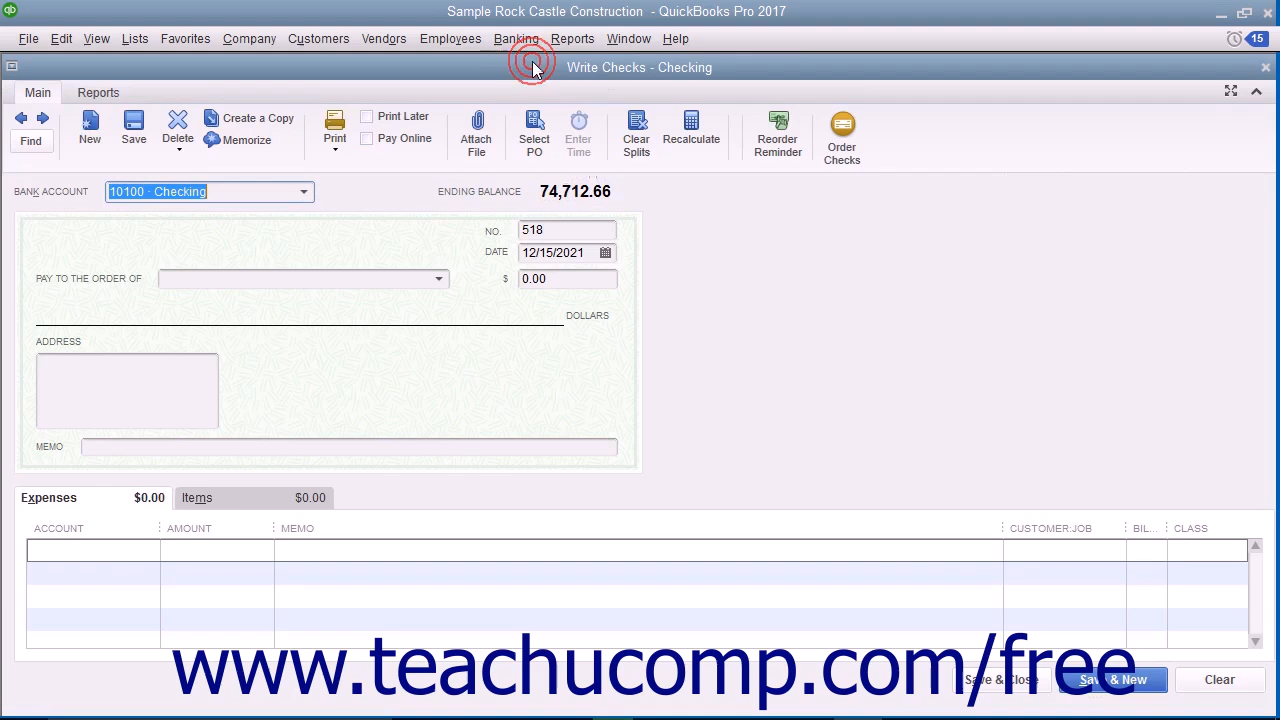 qb
Sample Rock Castle Construction - QuickBooks Pro 2017
File Edit View Lists Favorites Company Customers Vendors Employees Banking Reports Window Help 15
Write Checks - Checking
Main Reports
Find
New
Save
Delete
Create a Copy
Memorize
Print
Print Later
Pay Online
Attach
File
Select
PO
Enter
Time
Clear
Splits
Recalculate
Reorder
Reminder
Order
Checks
BANK ACCOUNT 10100 · Checking ENDING BALANCE 74,712.66
NO. 518
DATE 12/15/2021
PAY TO THE ORDER OF $ 0.00
DOLLARS
ADDRESS
MEMO
Expenses $0.00 Items $0.00
ACCOUNT AMOUNT MEMO CUSTOMER:JOB BIL... CLASS
www.teachucomp.com/free
Save & Close Save & New Clear